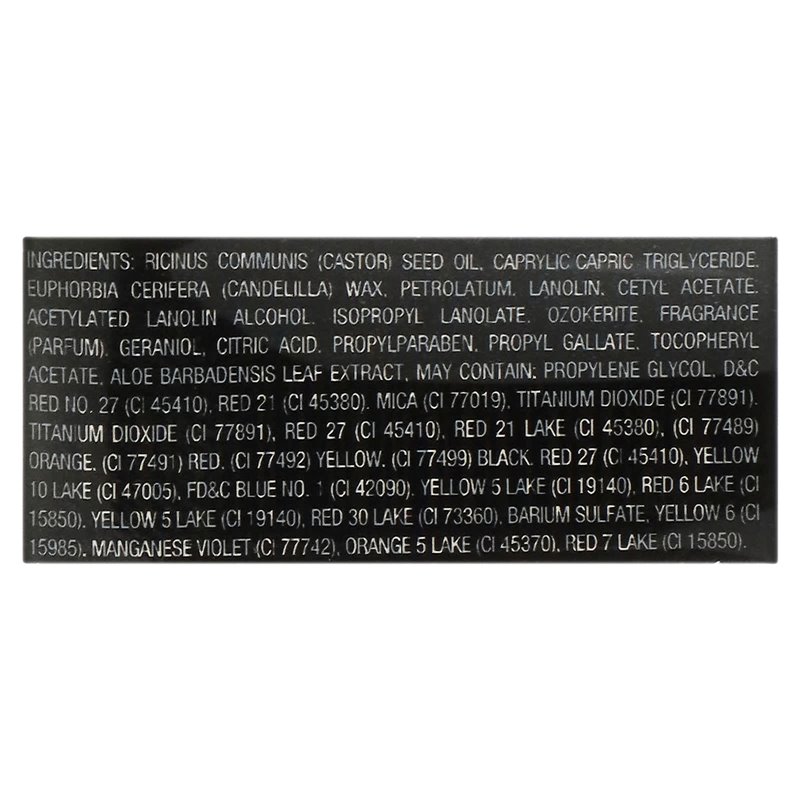 INGREDIENTS: RICINUS COMMUNIS (CASTOR) SEED OIL, CAPRYLIC CAPRIC TRIGLYCERIDE,
EUPHORBIA CERIFERA (CANDELILLA) WAX, PETROLATUM, LANOLIN, CETYL ACETATE,
ACETYLATED LANOLIN ALCOHOL, ISOPROPYL LANOLATE, OZOKERITE, FRAGRANCE
(PARFUM), GERANIOL, CITRIC ACID, PROPYLPARABEN, PROPYL GALLATE, TOCOPHERYL
ACETATE, ALOE BARBADENSIS LEAF EXTRACT, MAY CONTAIN: PROPYLENE GLYCOL, D&C
RED NO. 27 (CI 45410), RED 21 (CI 45380). MICA (CI 77019), TITANIUM DIOXIDE (CI 77891).
TITANIUM DIOXIDE (CI 77891), RED 27 (CI 45410), RED 21 LAKE (CI 45380), (CI 77489)
ORANGE, (CI 77491) RED. (CI 77492) YELLOW. (CI 77499) BLACK. RED 27 (CI 45410), YELLOW
10 LAKE (CI 47005), FD&C BLUE NO. 1 (CI 42090). YELLOW 5 LAKE (CI 19140), RED 6 LAKE (CI
15850). YELLOW 5 LAKE (CI 19140), RED 30 LAKE (CI 73360), BARIUM SULFATE, YELLOW 6 (CI
15985). MANGANESE VIOLET (CI 77742), ORANGE 5 LAKE (CI 45370), RED 7 LAKE (CI 15850).